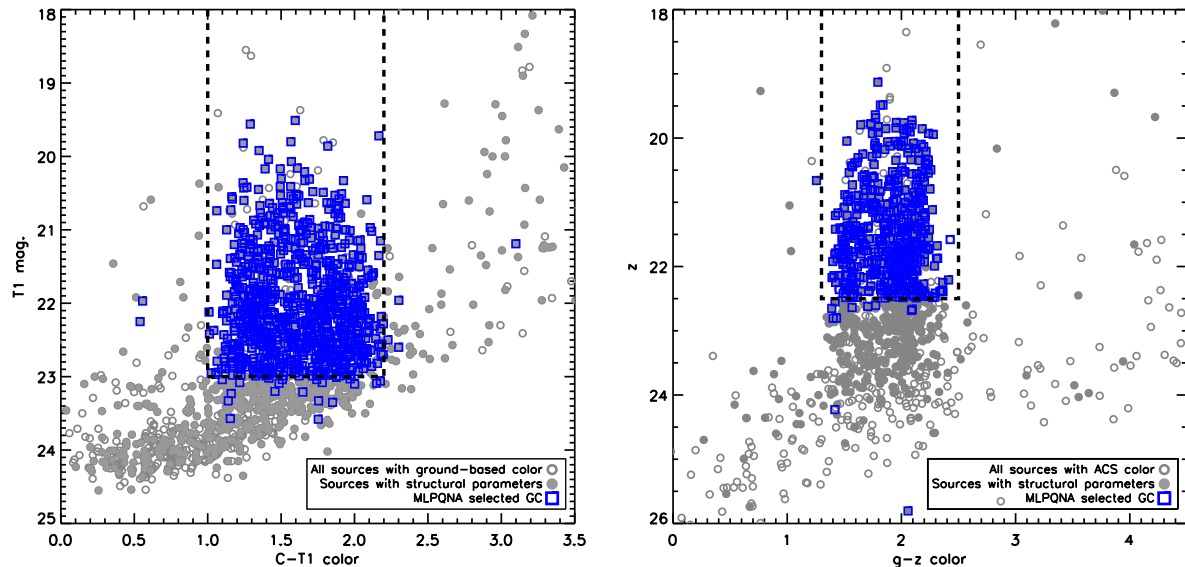 18
19
20
21
22
23
24
25
T1 mag.
0.0 0.5 1.0 1.5 2.0 2.5 3.0 3.5
C-T1 color
All sources with ground-based color
Sources with structural parameters
MLPQNA selected GC
18
20
22
24
26
z
0 1 2 3 4
g-z color
All sources with ACS color
Sources with structural parameters
MLPQNA selected GC